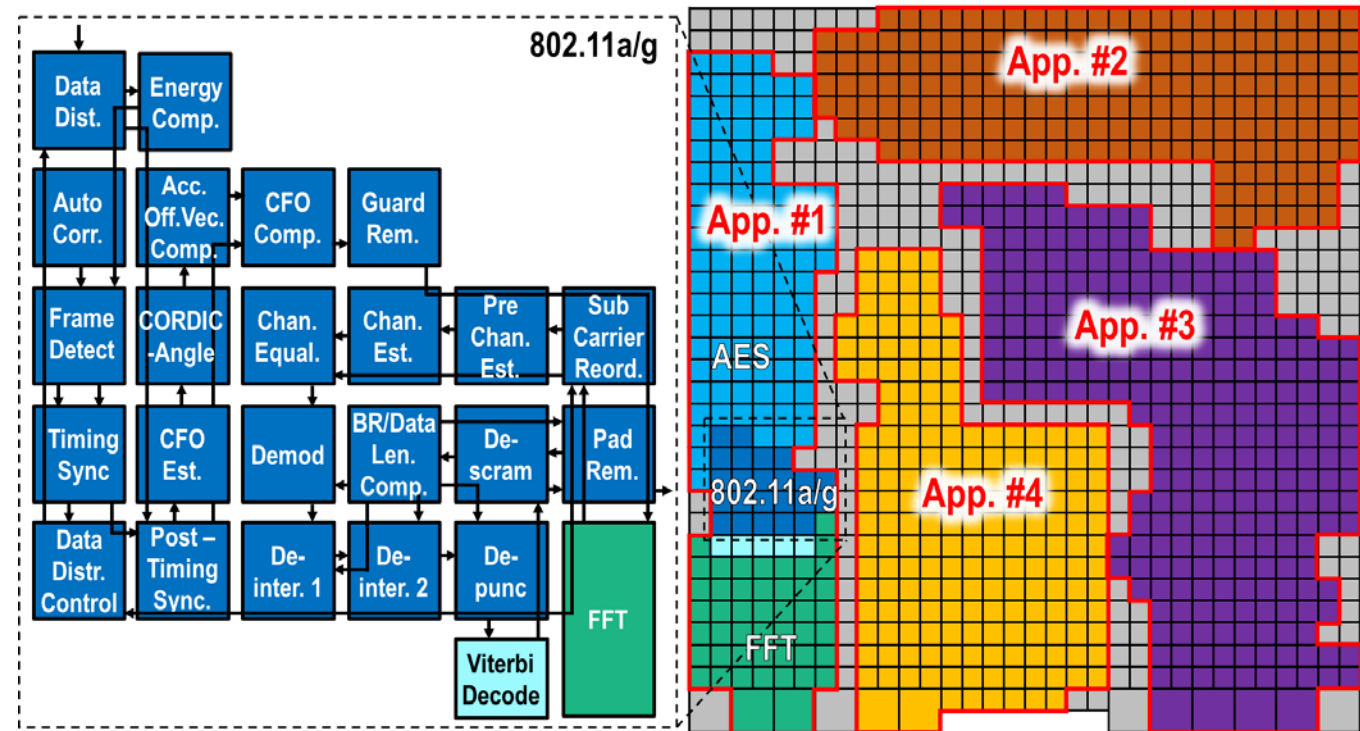 802.11a/g
Data
Dist.
Energy
Comp.
Auto
Corr.
Acc.
Off.Vec.
Comp.
CFO
Comp.
Guard
Rem.
Frame
Detect
CORDIC
-Angle
Chan.
Equal.
Chan.
Est.
Pre
Chan.
Est.
Sub
Carrier
Reord.
Timing
Sync
CFO
Est.
Demod
BR/Data
Len.
Comp.
De-
scram
Pad
Rem.
Data
Distr.
Control
Post –
Timing
Sync.
De-
inter. 1
De-
inter. 2
De-
punc
FFT
Viterbi
Decode
App. #2
App. #1
App. #3
AES
802.11a/g
App. #4
FFT